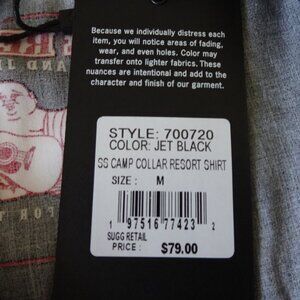 Because we individually distress each
item, you will notice areas of fading,
wear, and even holes. Color may
transfer onto lighter fabrics. These
nuances are intentional and add to the
character and finish of our garment.
STYLE: 700720
COLOR: JET BLACK
SS CAMP COLLAR RESORT SHIRT
SIZE : M
1 97516 77423 2
SUGG RETAIL
PRICE : $79.00